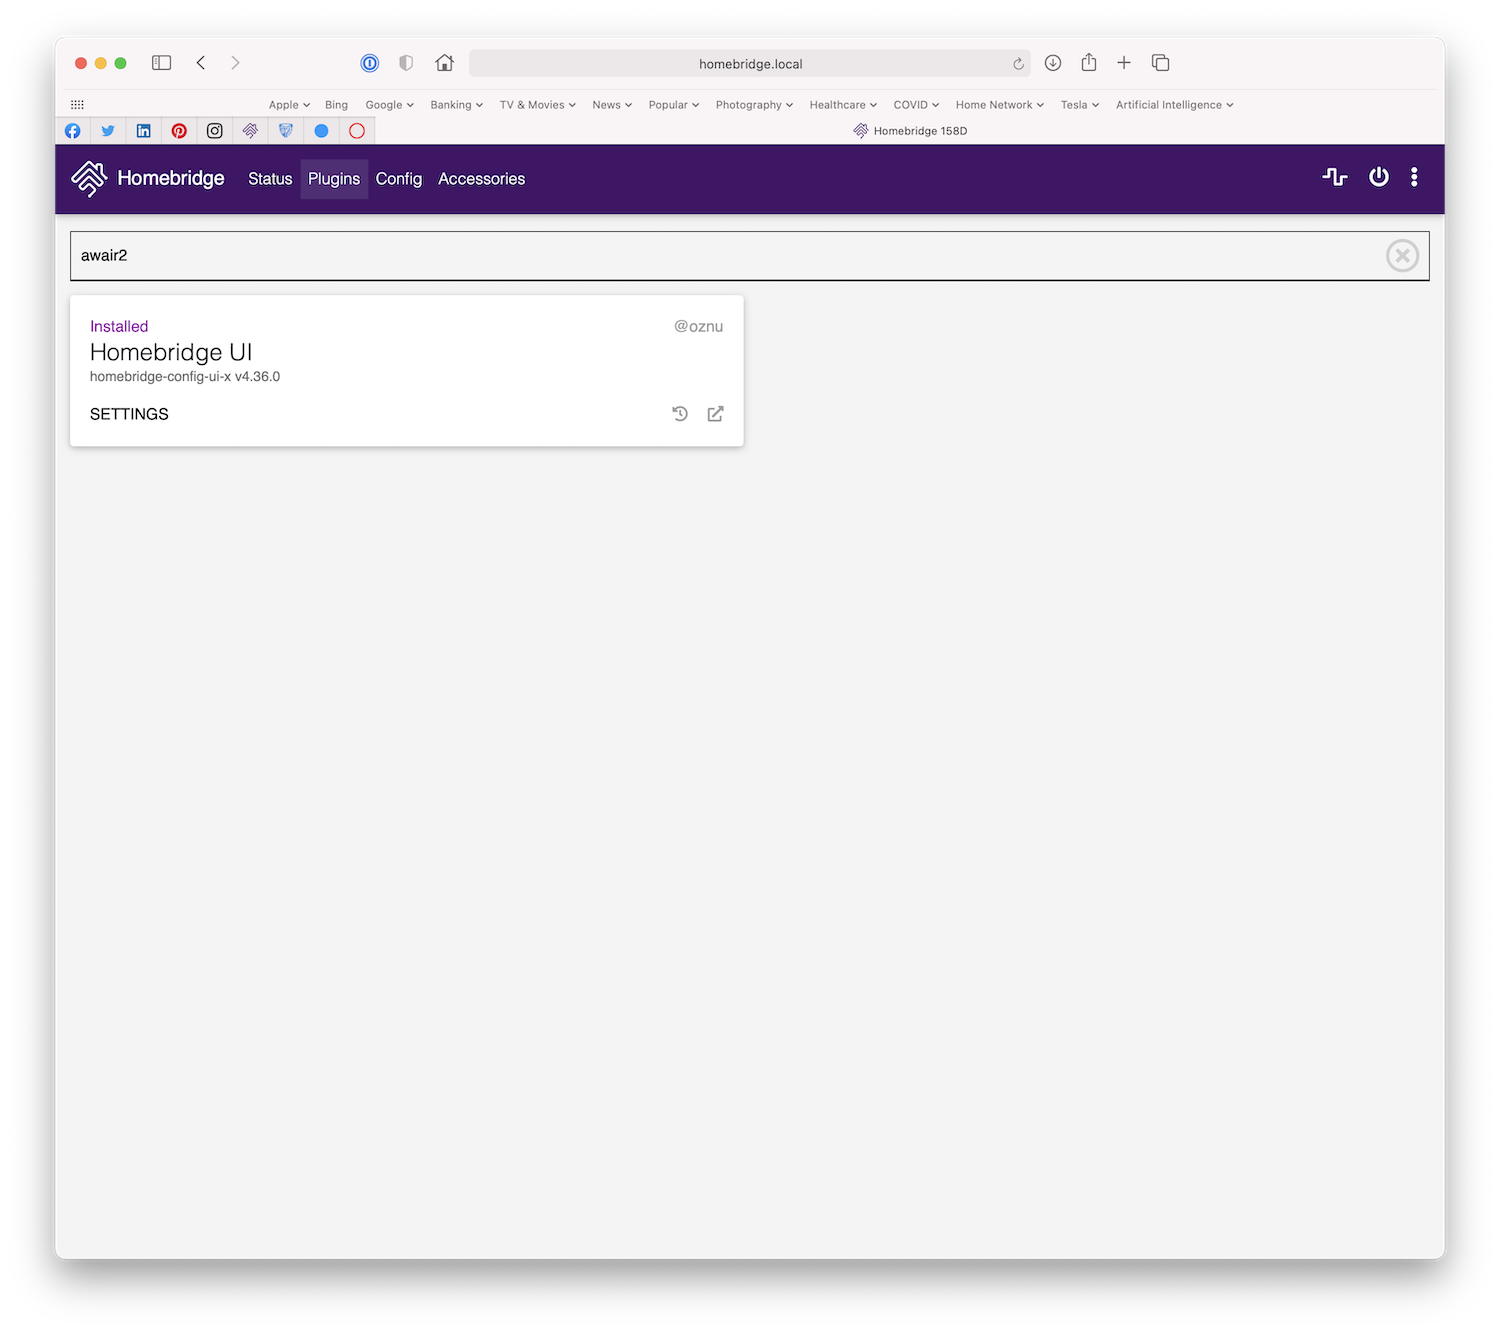 homebridge.local
Apple Bing Google Banking TV & Movies News Popular Photography Healthcare COVID Home Network Tesla Artificial Intelligence
Homebridge 158D
Homebridge Status Plugins Config Accessories
awair2
Installed @oznu
Homebridge UI
homebridge-config-ui-x v4.36.0
SETTINGS